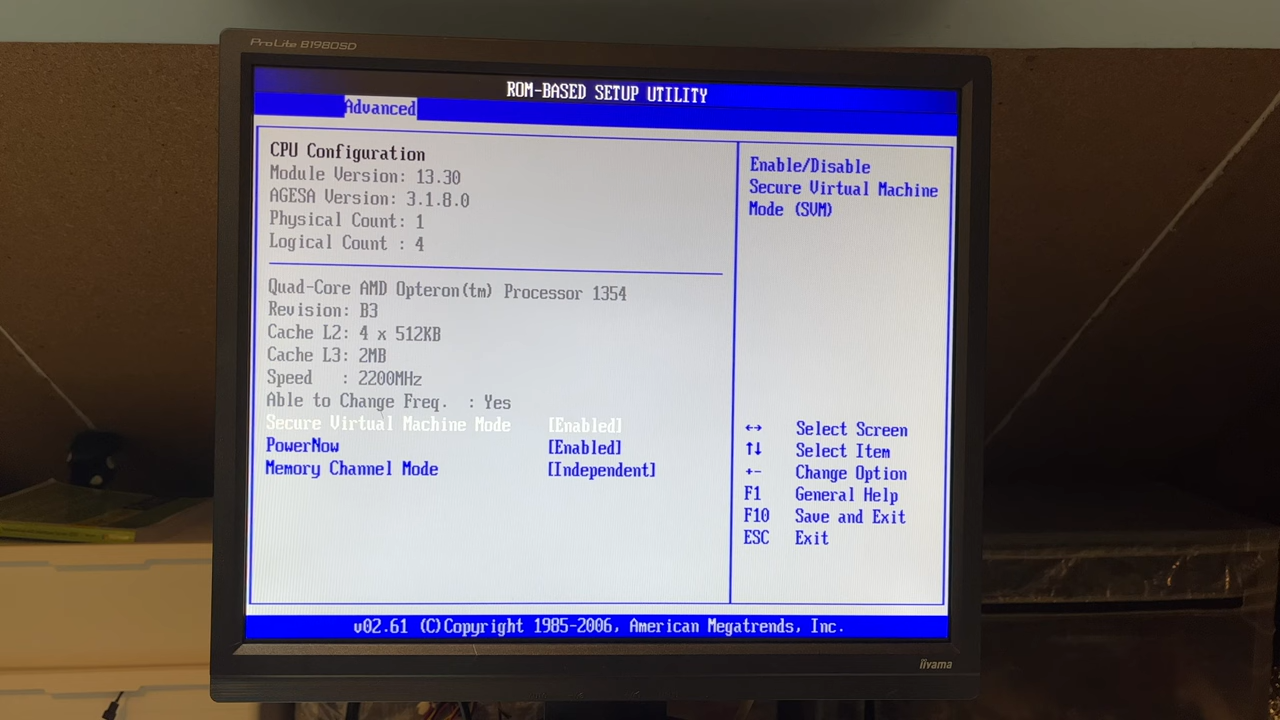 ProLite B1980SD
ROM-BASED SETUP UTILITY
Advanced
CPU Configuration
Module Version: 13.30
AGESA Version: 3.1.8.0
Physical Count: 1
Logical Count : 4
Quad-Core AMD Opteron(tm) Processor 1354
Revision: B3
Cache L2: 4 x 512KB
Cache L3: 2MB
Speed : 2200MHz
Able to Change Freq. : Yes
Secure Virtual Machine Mode [Enabled]
PowerNow [Enabled]
Memory Channel Mode [Independent]
Enable/Disable
Secure Virtual Machine
Mode (SVM)
↔ Select Screen
↑↓ Select Item
+- Change Option
F1 General Help
F10 Save and Exit
ESC Exit
v02.61 (C)Copyright 1985-2006, American Megatrends, Inc.
iiyama